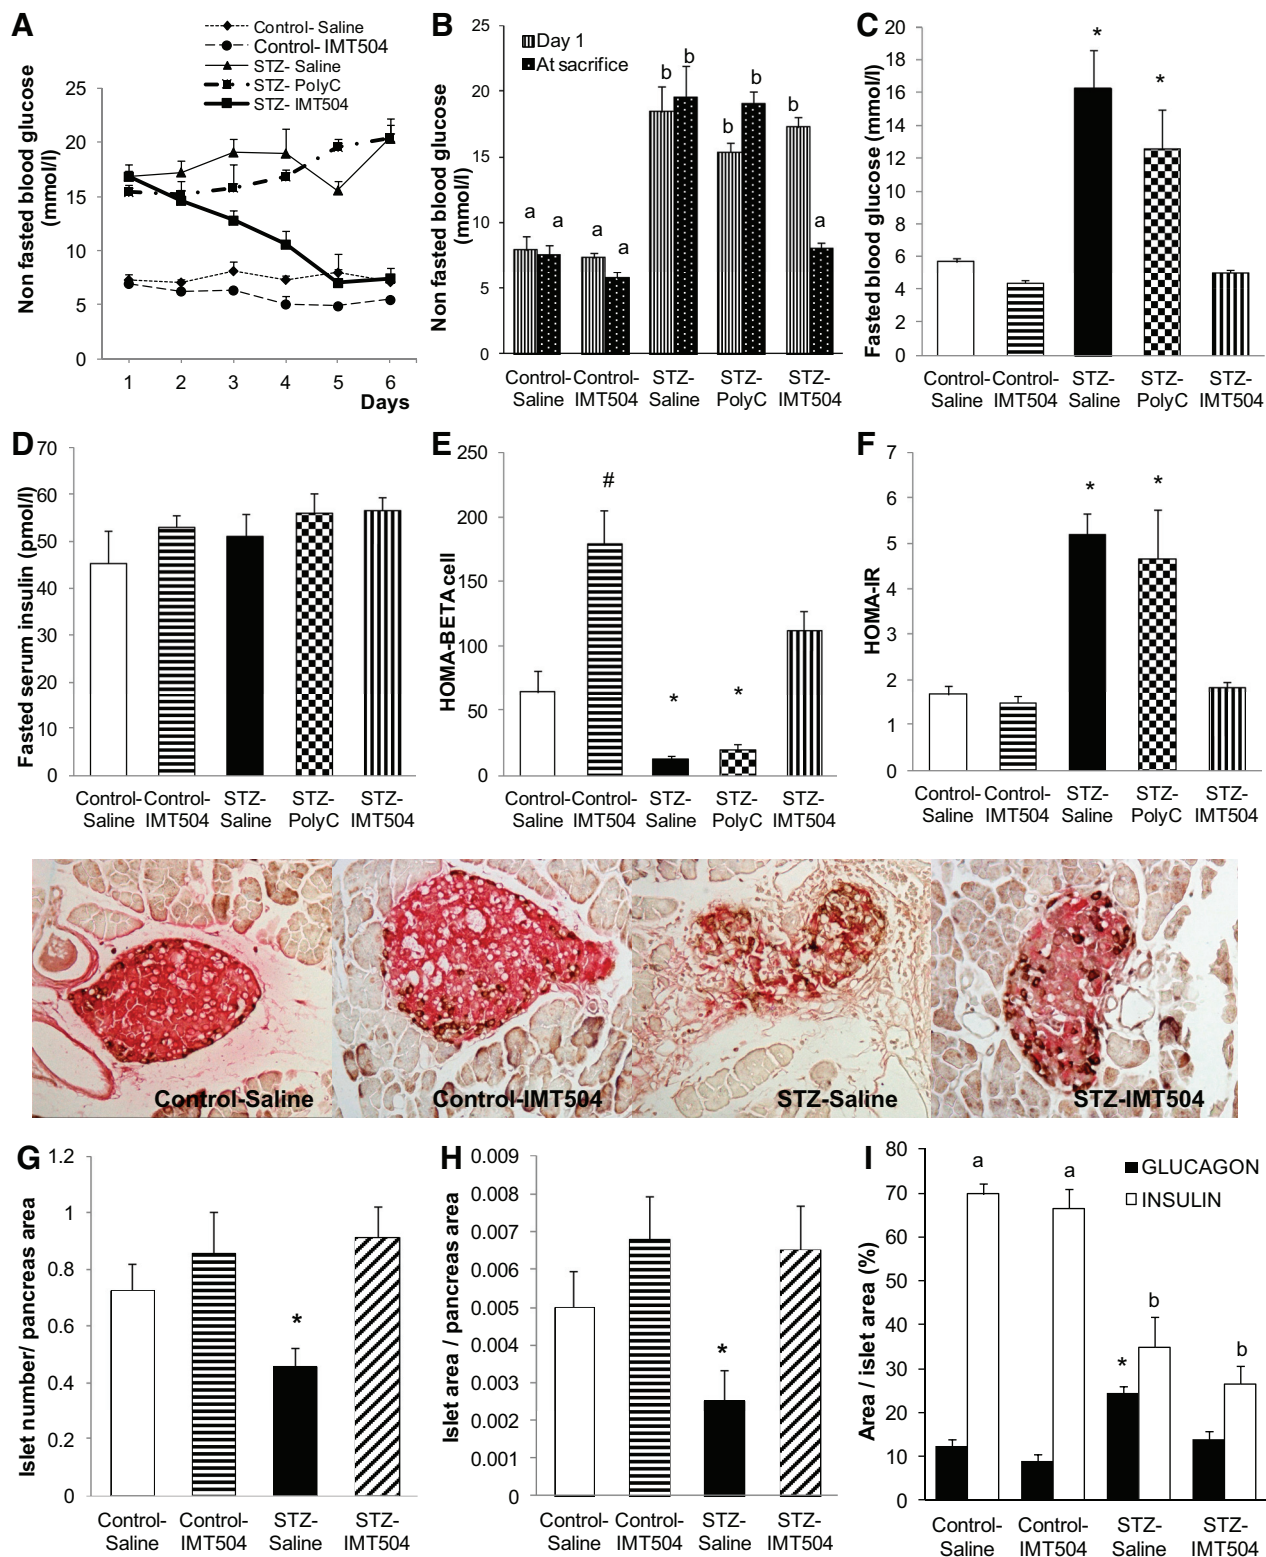 A
Control- Saline
Control- IMT504
STZ- Saline
STZ- PolyC
STZ- IMT504
Non fasted blood glucose
(mmol/l)
25
20
15
10
5
0
1 2 3 4 5 6
Days
B
Day 1
At sacrifice
Non fasted blood glucose
(mmol/l)
25
20
15
10
5
0
a a a a b b b b b a
Control- Control- STZ- STZ- STZ-
Saline IMT504 Saline PolyC IMT504
C
Fasted blood glucose (mmol/l)
20
18
16
14
12
10
8
6
4
2
0
* *
Control- Control- STZ- STZ- STZ-
Saline IMT504 Saline PolyC IMT504
D
Fasted serum insulin (pmol/l)
70
60
50
40
30
20
10
0
Control- Control- STZ- STZ- STZ-
Saline IMT504 Saline PolyC IMT504
E
HOMA-BETAcell
250
200
150
100
50
0
# * *
Control- Control- STZ- STZ- STZ-
Saline IMT504 Saline PolyC IMT504
F
HOMA-IR
7
6
5
4
3
2
1
0
* *
Control- Control- STZ- STZ- STZ-
Saline IMT504 Saline PolyC IMT504
Control-Saline
Control-IMT504
STZ-Saline
STZ-IMT504
G
Islet number/ pancreas area
1.2
1
0.8
0.6
0.4
0.2
0
*
Control- Control- STZ- STZ-
Saline IMT504 Saline IMT504
H
Islet area / pancreas area
0.009
0.008
0.007
0.006
0.005
0.004
0.003
0.002
0.001
0
*
Control- Control- STZ- STZ-
Saline IMT504 Saline IMT504
I
GLUCAGON
INSULIN
Area / islet area (%)
80
70
60
50
40
30
20
10
0
a a * b b
Control- Control- STZ- STZ-
Saline IMT504 Saline IMT504